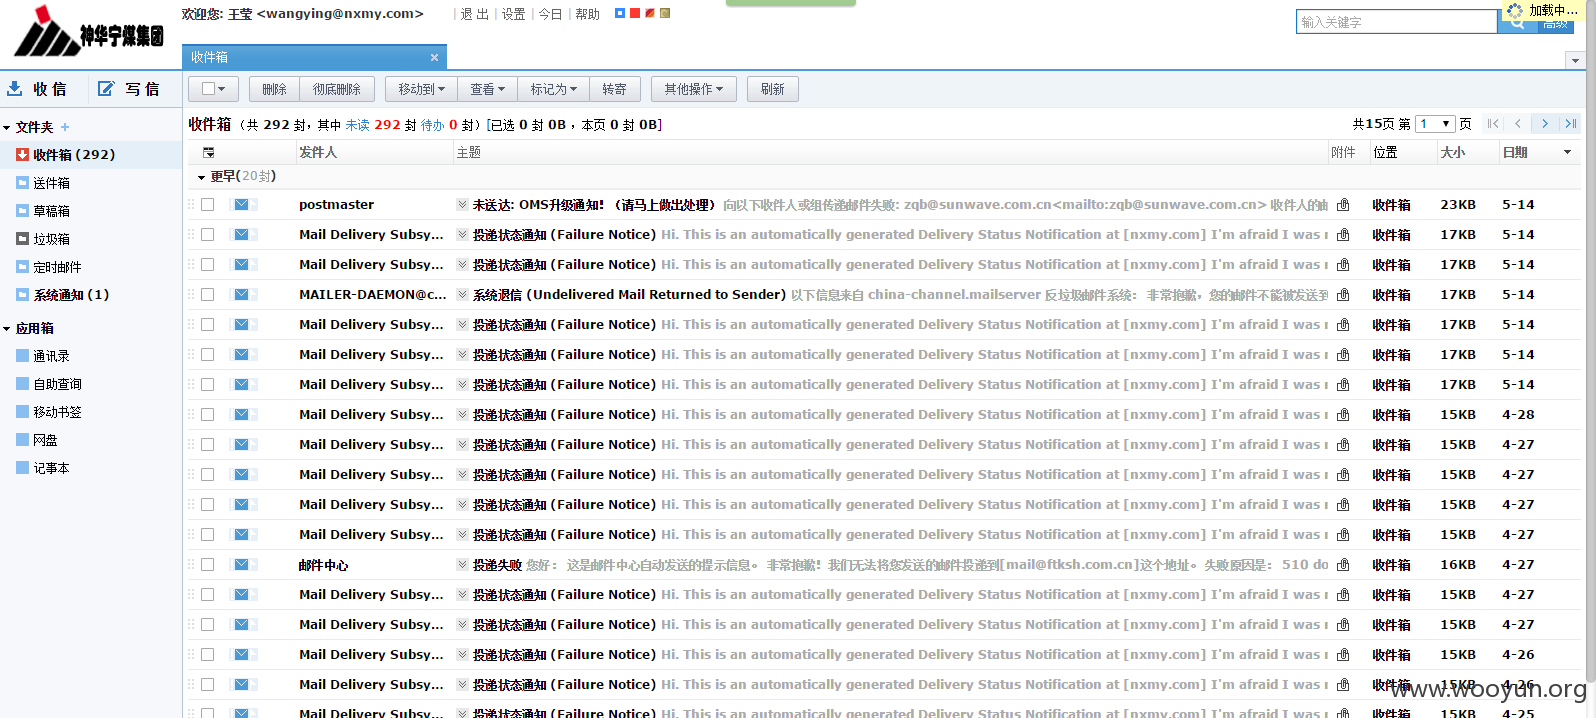 神华宁煤集团
欢迎您: 王莹 <wangying@nxmy.com> | 退出 | 设置 | 今日 | 帮助
输入关键字
高级
加载中...
收件箱 ×
收信 写信
删除 彻底删除 移动到 查看 标记为 转寄 其他操作 刷新
文件夹 +
收件箱 (292)
送件箱
草稿箱
垃圾箱
定时邮件
系统通知 (1)
应用箱
通讯录
自助查询
移动书签
网盘
记事本
收件箱 (共 292 封, 其中 未读 292 封 待办 0 封) [已选 0 封 0B , 本页 0 封 0B]
共15页 第 1 页
发件人 主题 附件 位置 大小 日期
更早(20封)
postmaster 未送达: OMS升级通知! (请马上做出处理) 向以下收件人或组传递邮件失败: zqb@sunwave.com.cn<mailto:zqb@sunwave.com.cn> 收件人的 收件箱 23KB 5-14
Mail Delivery Subsy... 投递状态通知 (Failure Notice) Hi. This is an automatically generated Delivery Status Notification at [nxmy.com] I'm afraid I was 收件箱 17KB 5-14
Mail Delivery Subsy... 投递状态通知 (Failure Notice) Hi. This is an automatically generated Delivery Status Notification at [nxmy.com] I'm afraid I was 收件箱 17KB 5-14
MAILER-DAEMON@c... 系统退信 (Undelivered Mail Returned to Sender) 以下信息来自 china-channel.mailserver 反垃圾邮件系统: 非常抱歉, 您的邮件不能被发送到 收件箱 17KB 5-14
Mail Delivery Subsy... 投递状态通知 (Failure Notice) Hi. This is an automatically generated Delivery Status Notification at [nxmy.com] I'm afraid I was 收件箱 17KB 5-14
Mail Delivery Subsy... 投递状态通知 (Failure Notice) Hi. This is an automatically generated Delivery Status Notification at [nxmy.com] I'm afraid I was 收件箱 17KB 5-14
Mail Delivery Subsy... 投递状态通知 (Failure Notice) Hi. This is an automatically generated Delivery Status Notification at [nxmy.com] I'm afraid I was 收件箱 17KB 5-14
Mail Delivery Subsy... 投递状态通知 (Failure Notice) Hi. This is an automatically generated Delivery Status Notification at [nxmy.com] I'm afraid I was 收件箱 15KB 4-28
Mail Delivery Subsy... 投递状态通知 (Failure Notice) Hi. This is an automatically generated Delivery Status Notification at [nxmy.com] I'm afraid I was 收件箱 15KB 4-27
Mail Delivery Subsy... 投递状态通知 (Failure Notice) Hi. This is an automatically generated Delivery Status Notification at [nxmy.com] I'm afraid I was 收件箱 15KB 4-27
Mail Delivery Subsy... 投递状态通知 (Failure Notice) Hi. This is an automatically generated Delivery Status Notification at [nxmy.com] I'm afraid I was 收件箱 15KB 4-27
Mail Delivery Subsy... 投递状态通知 (Failure Notice) Hi. This is an automatically generated Delivery Status Notification at [nxmy.com] I'm afraid I was 收件箱 15KB 4-27
邮件中心 投递失败 您好: 这是邮件中心自动发送的提示信息。 非常抱歉! 我们无法将您发送的邮件投递到[mail@ftksh.com.cn]这个地址。 失败原因是: 510 do 收件箱 16KB 4-27
Mail Delivery Subsy... 投递状态通知 (Failure Notice) Hi. This is an automatically generated Delivery Status Notification at [nxmy.com] I'm afraid I was 收件箱 15KB 4-27
Mail Delivery Subsy... 投递状态通知 (Failure Notice) Hi. This is an automatically generated Delivery Status Notification at [nxmy.com] I'm afraid I was 收件箱 15KB 4-27
Mail Delivery Subsy... 投递状态通知 (Failure Notice) Hi. This is an automatically generated Delivery Status Notification at [nxmy.com] I'm afraid I was 收件箱 15KB 4-26
Mail Delivery Subsy... 投递状态通知 (Failure Notice) Hi. This is an automatically generated Delivery Status Notification at [nxmy.com] I'm afraid I was 收件箱 15KB 4-26
Mail Delivery Subsy... 投递状态通知 (Failure Notice) Hi. This is an automatically generated Delivery Status Notification at [nxmy.com] I'm afraid I was 收件箱 15KB 4-25
www.wooyun.org